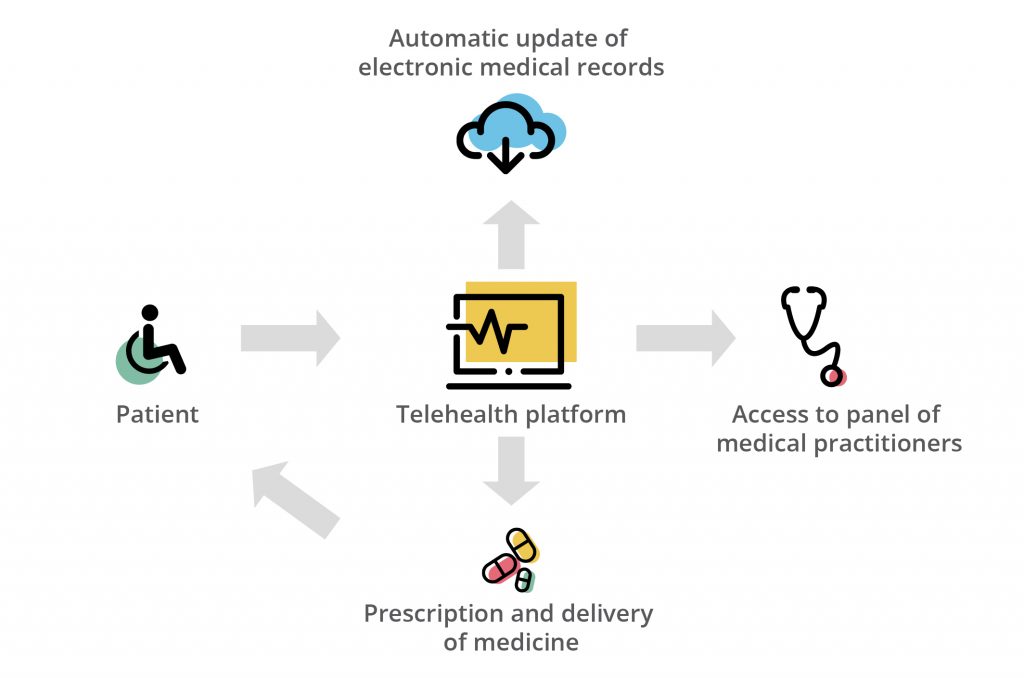 Automatic update of
electronic medical records
Patient
Telehealth platform
Access to panel of
medical practitioners
Prescription and delivery
of medicine